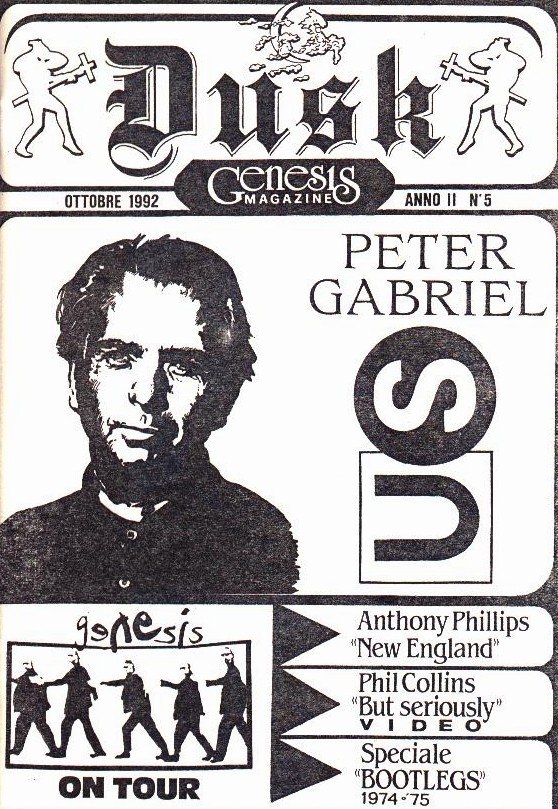 Dusk
Genesis
MAGAZINE
OTTOBRE 1992
ANNO II N°5
PETER
GABRIEL
US
genesis
ON TOUR
Anthony Phillips
“New England”
Phil Collins
“But seriously”
VIDEO
Speciale
“BOOTLEGS”
1974-'75